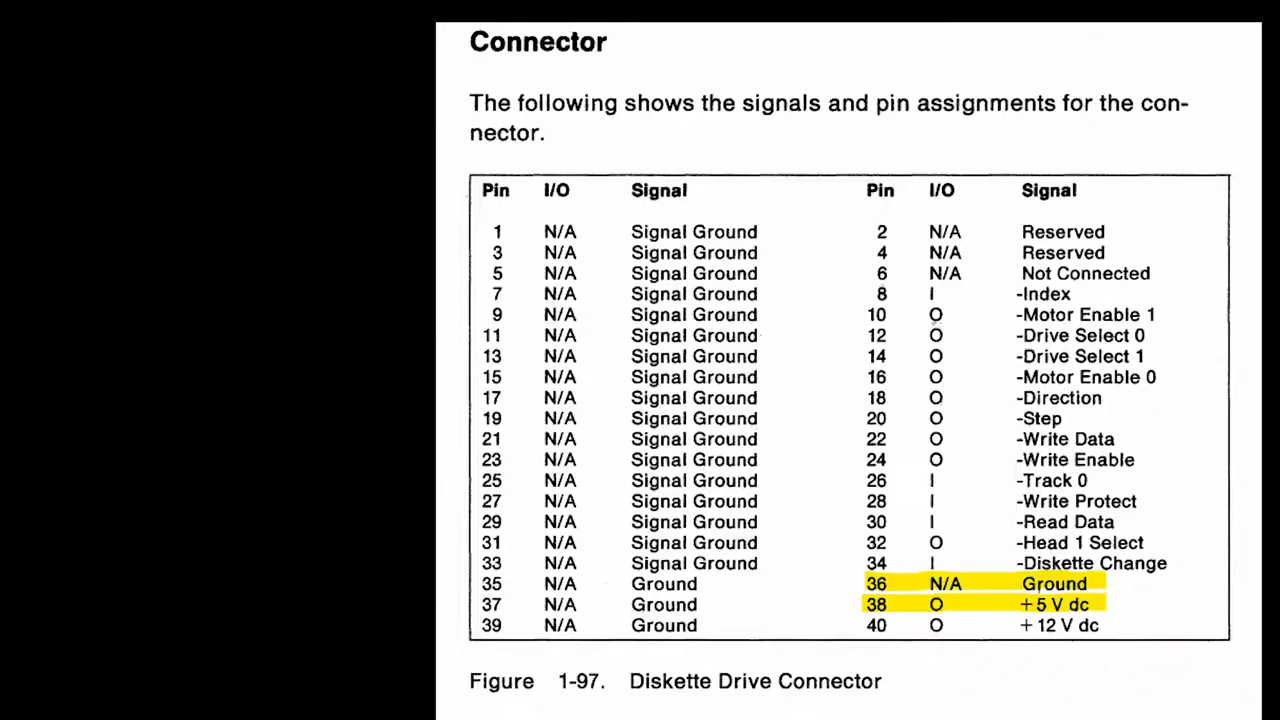 Connector
The following shows the signals and pin assignments for the con-
nector.
Pin I/O Signal Pin I/O Signal
1 N/A Signal Ground 2 N/A Reserved
3 N/A Signal Ground 4 N/A Reserved
5 N/A Signal Ground 6 N/A Not Connected
7 N/A Signal Ground 8 I -Index
9 N/A Signal Ground 10 O -Motor Enable 1
11 N/A Signal Ground 12 O -Drive Select 0
13 N/A Signal Ground 14 O -Drive Select 1
15 N/A Signal Ground 16 O -Motor Enable 0
17 N/A Signal Ground 18 O -Direction
19 N/A Signal Ground 20 O -Step
21 N/A Signal Ground 22 O -Write Data
23 N/A Signal Ground 24 O -Write Enable
25 N/A Signal Ground 26 I -Track 0
27 N/A Signal Ground 28 I -Write Protect
29 N/A Signal Ground 30 I -Read Data
31 N/A Signal Ground 32 O -Head 1 Select
33 N/A Signal Ground 34 I -Diskette Change
35 N/A Ground 36 N/A Ground
37 N/A Ground 38 O +5 V dc
39 N/A Ground 40 O +12 V dc
Figure 1-97. Diskette Drive Connector